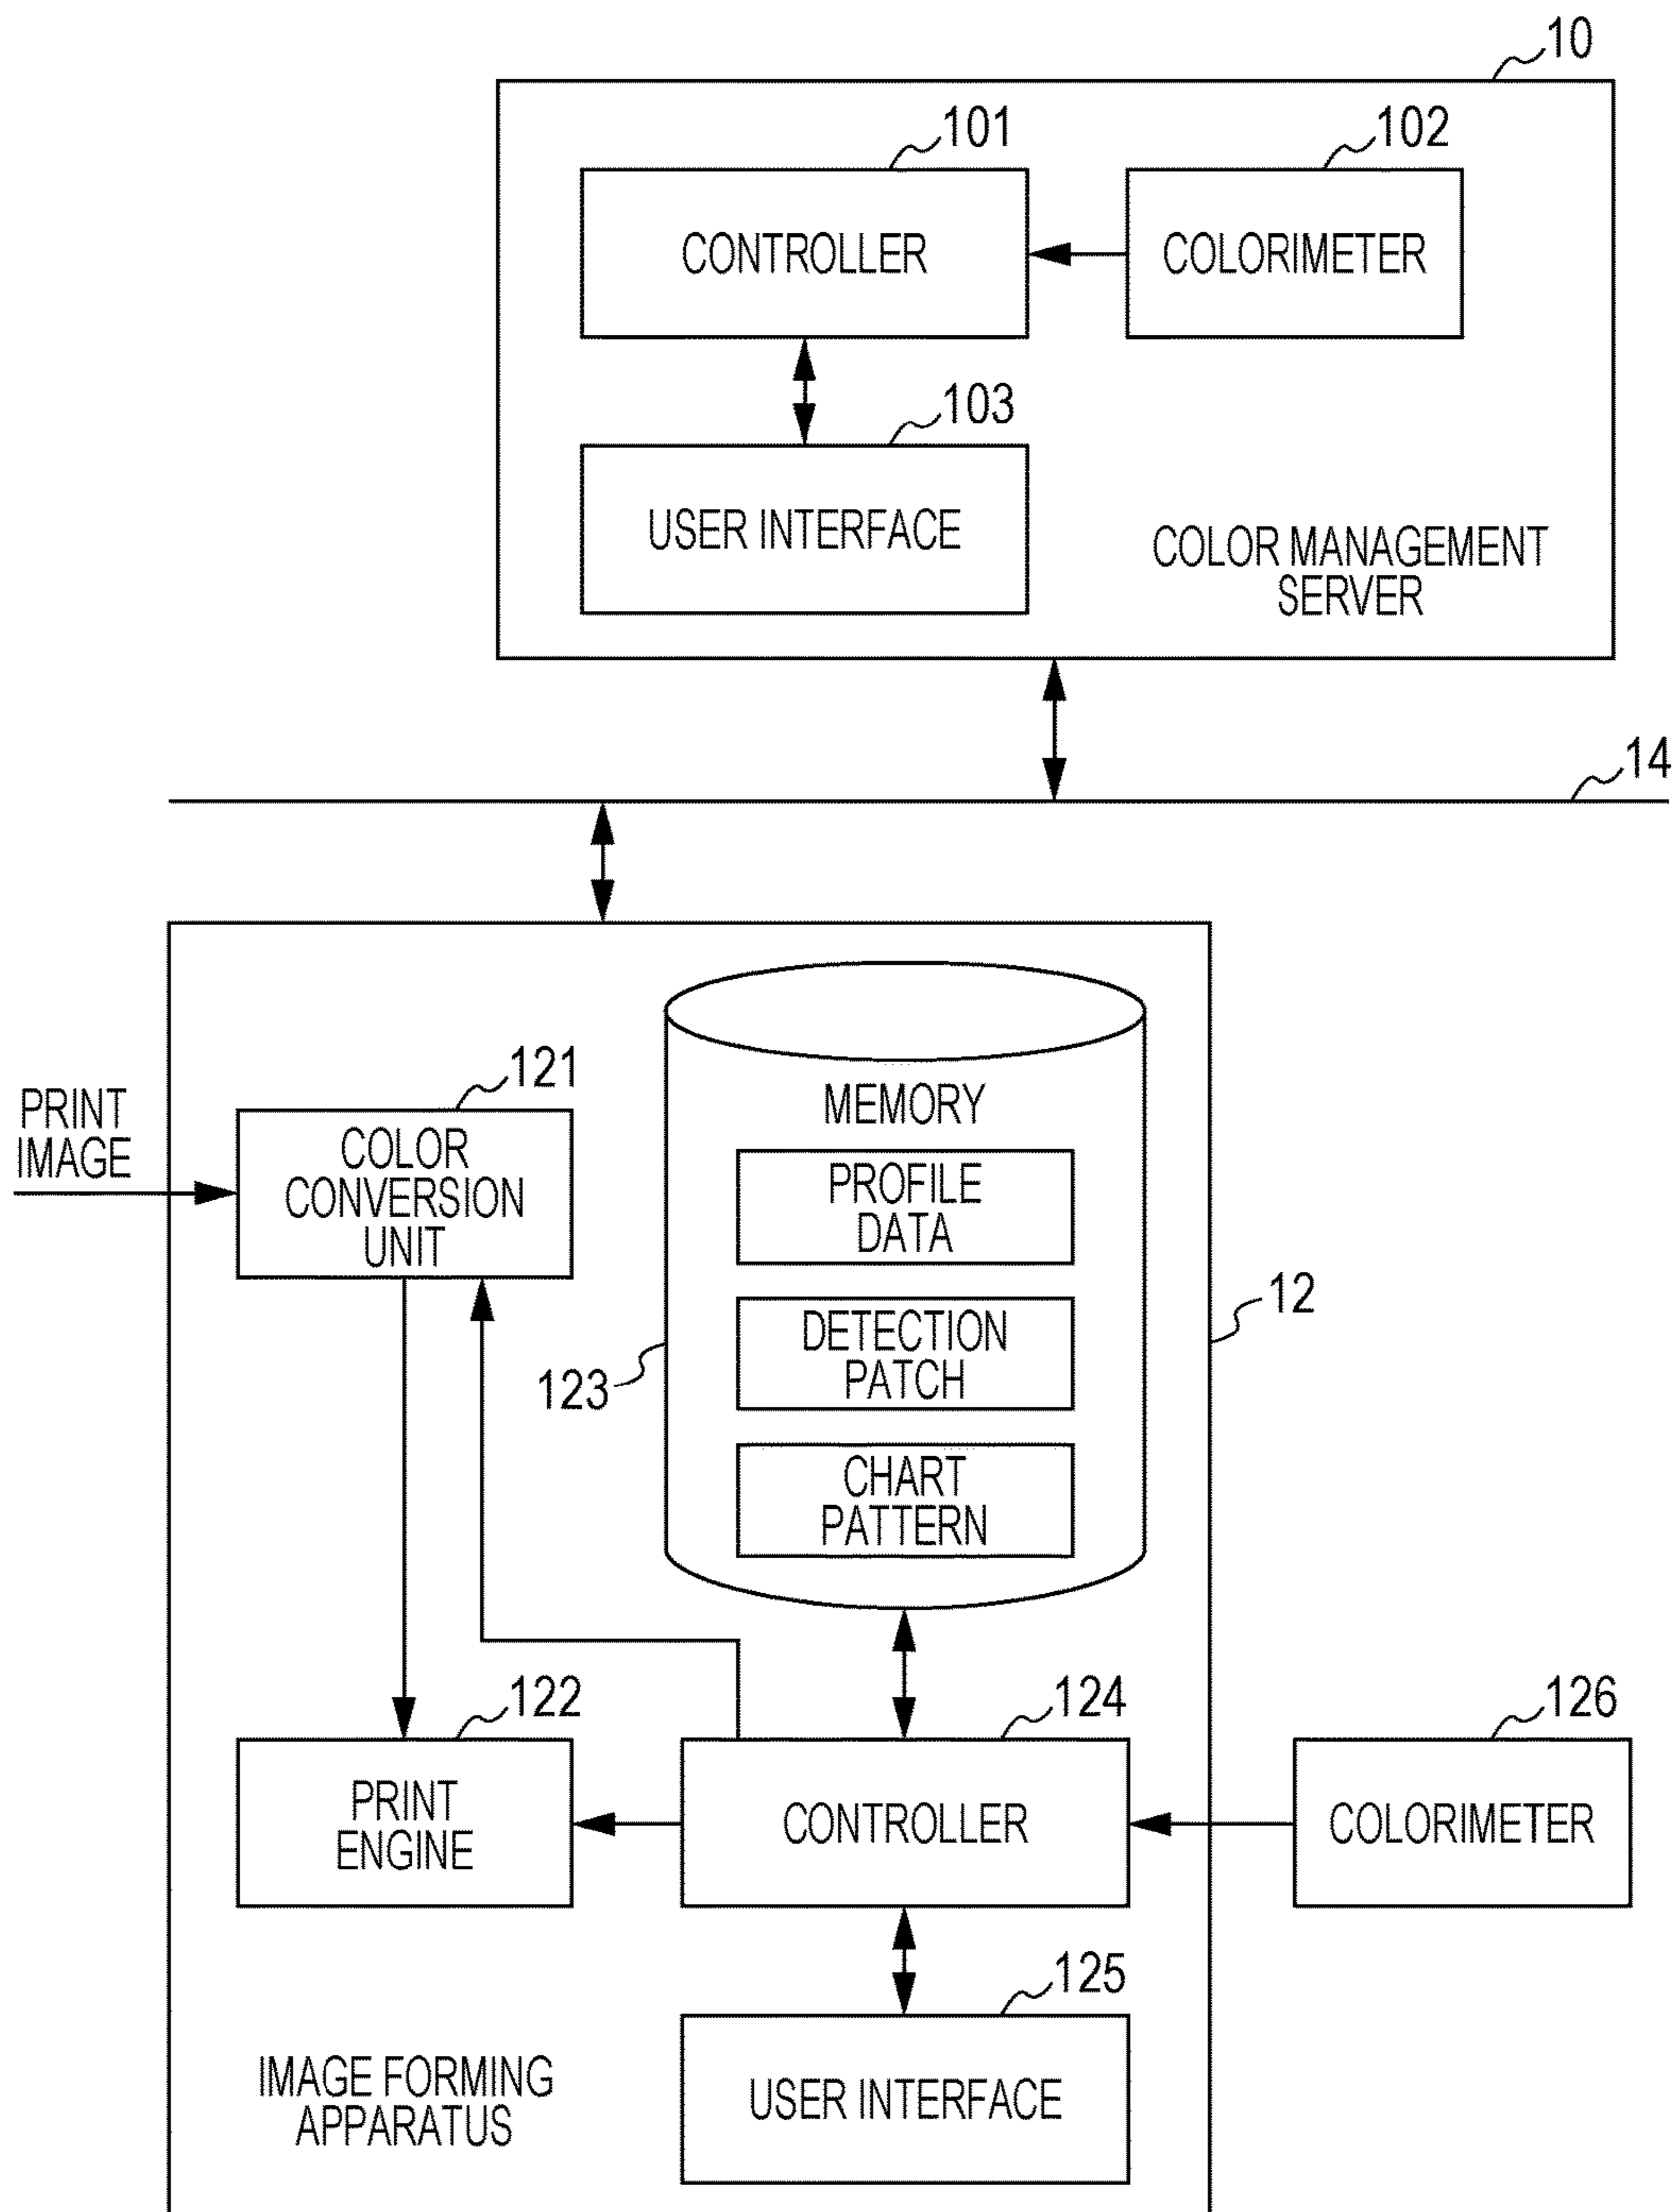 10
101
102
CONTROLLER
COLORIMETER
103
USER INTERFACE
COLOR MANAGEMENT
SERVER
14
PRINT
IMAGE
121
COLOR
CONVERSION
UNIT
MEMORY
PROFILE
DATA
DETECTION
PATCH
CHART
PATTERN
123
12
122
124
126
PRINT
ENGINE
CONTROLLER
COLORIMETER
125
USER INTERFACE
IMAGE FORMING
APPARATUS